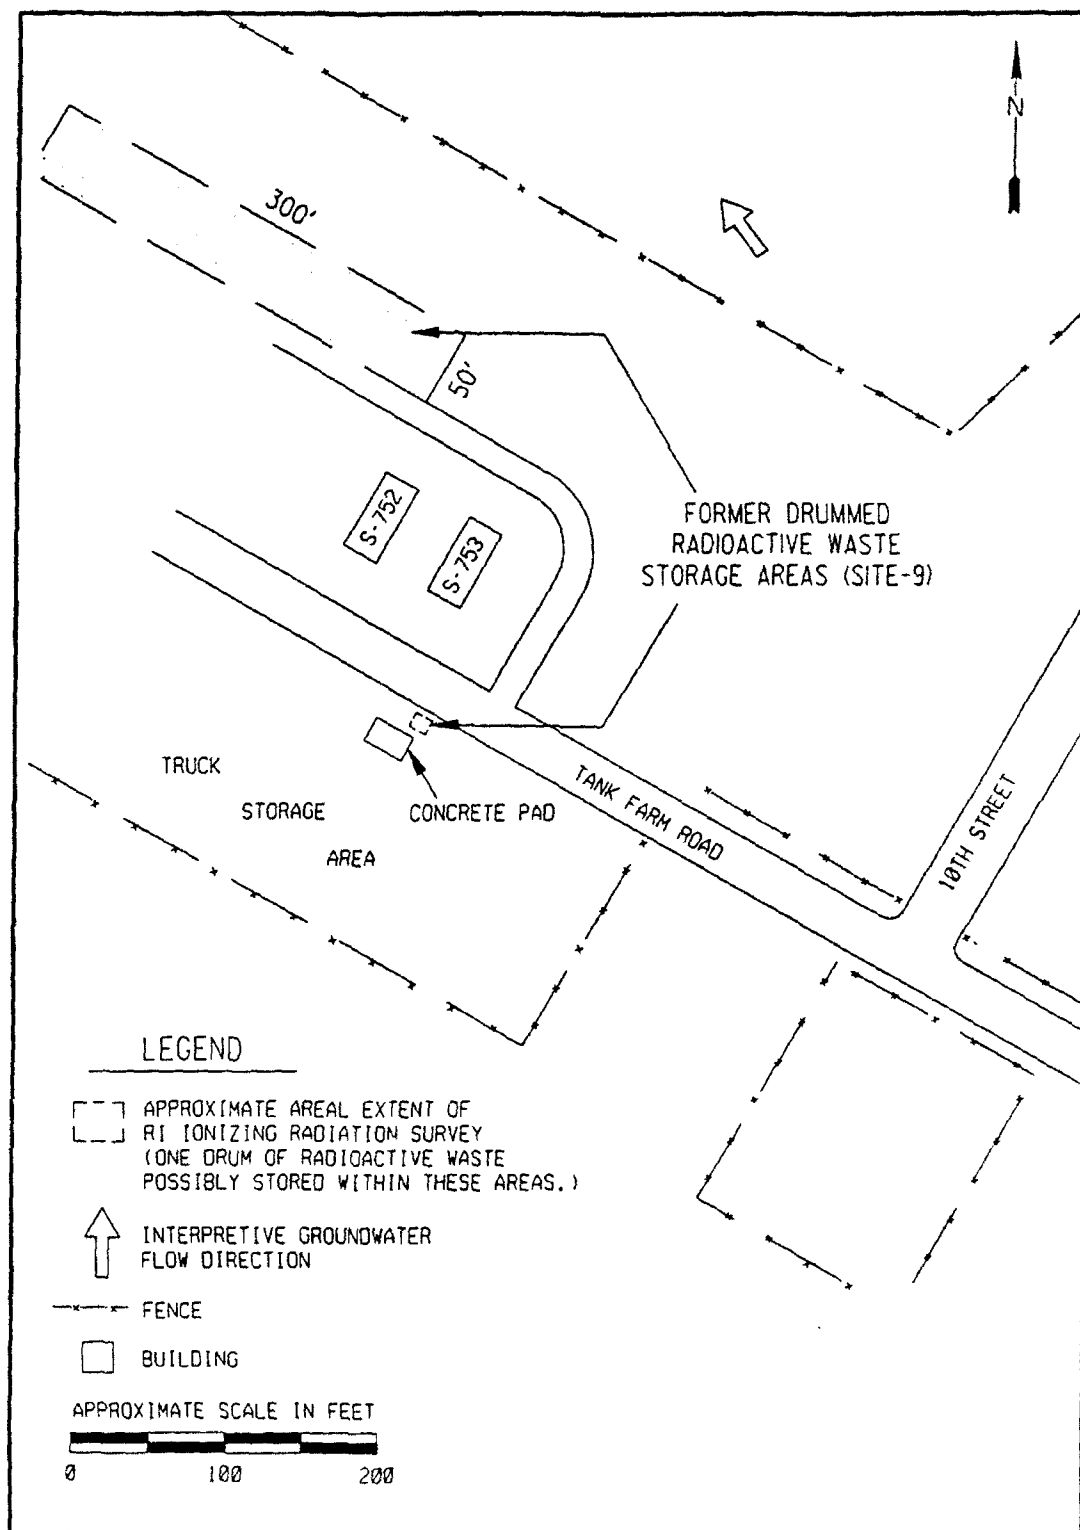 N
300'
50'
S-752
S-753
FORMER DRUMMED
RADIOACTIVE WASTE
STORAGE AREAS (SITE-9)
TRUCK
STORAGE
AREA
CONCRETE PAD
TANK FARM ROAD
10TH STREET
LEGEND
APPROXIMATE AREAL EXTENT OF
RI IONIZING RADIATION SURVEY
(ONE DRUM OF RADIOACTIVE WASTE
POSSIBLY STORED WITHIN THESE AREAS.)
INTERPRETIVE GROUNDWATER
FLOW DIRECTION
FENCE
BUILDING
APPROXIMATE SCALE IN FEET
0 100 200